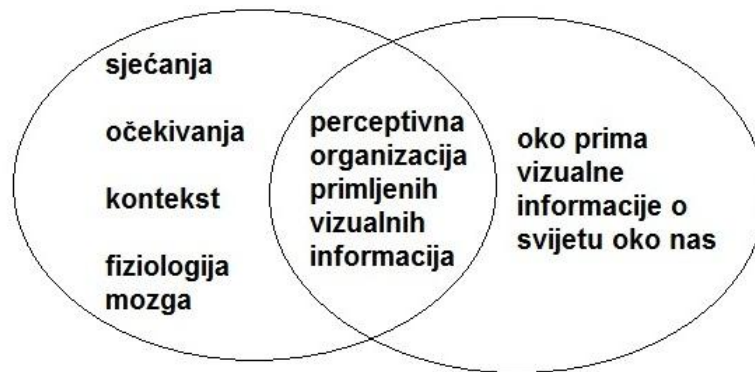 sjećanja
očekivanja
kontekst
fiziologija
mozga
perceptivna
organizacija
primljenih
vizualnih
informacija
oko prima
vizualne
informacije o
svijetu oko nas